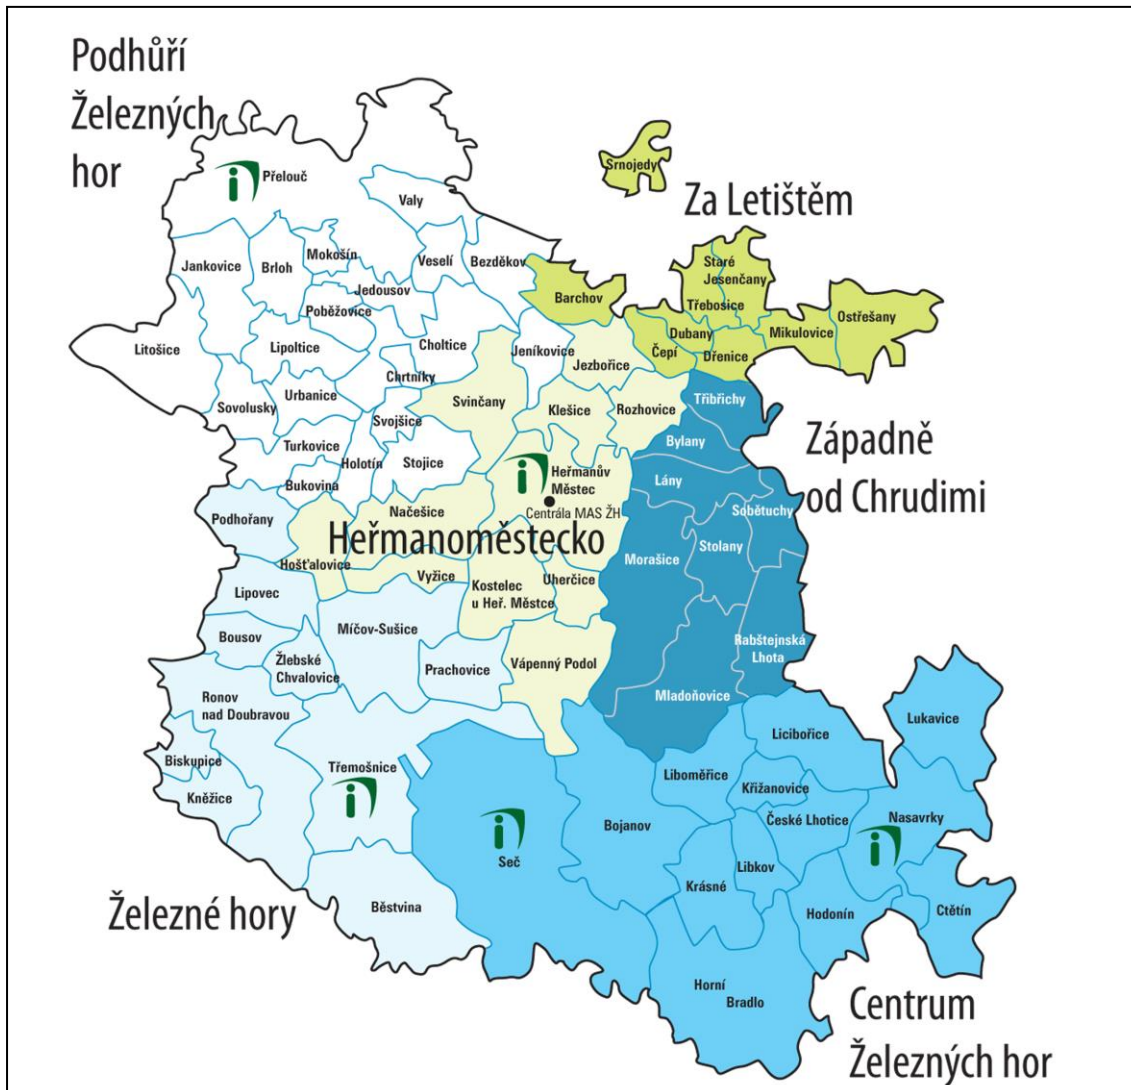 Podhůří
Železných
hor
Přelouč
Srnojedy
Za Letištěm
Valy
Mokošín
Veselí
Bezděkov
Jankovice
Brloh
Staré
Jesenčany
Jedousov
Barchov
Třebosice
Poběžovice
Ostřešany
Dubany
Mikulovice
Litošice
Lipoltice
Choltice
Jeníkovice
Čepí
Dřenice
Jezbořice
Chrtníky
Urbanice
Svinčany
Třibřichy
Sovolusky
Klešice
Rozhovice
Svojšice
Západně
od Chrudimi
Turkovice
Bylany
Holotín
Stojice
Heřmanův
Městec
Bukovina
Lány
Načešice
Centrála MAS ŽH
Sobětuchy
Podhořany
Heřmanoměstecko
Stolany
Hošťalovice
Morašice
Vyžice
Kostelec
u Heř. Městce
Úherčice
Lipovec
Míčov-Sušice
Bousov
Rabštejnská
Lhota
Žlebské
Chvalovice
Prachovice
Vápenný Podol
Ronov
nad Doubravou
Mladoňovice
Lukavice
Licibořice
Biskupice
Třemošnice
Liboměřice
Křižanovice
Kněžice
Nasavrky
Bojanov
České Lhotice
Seč
Libkov
Krásné
Železné hory
Běstvina
Hodonín
Ctětín
Horní
Bradlo
Centrum
Železných hor